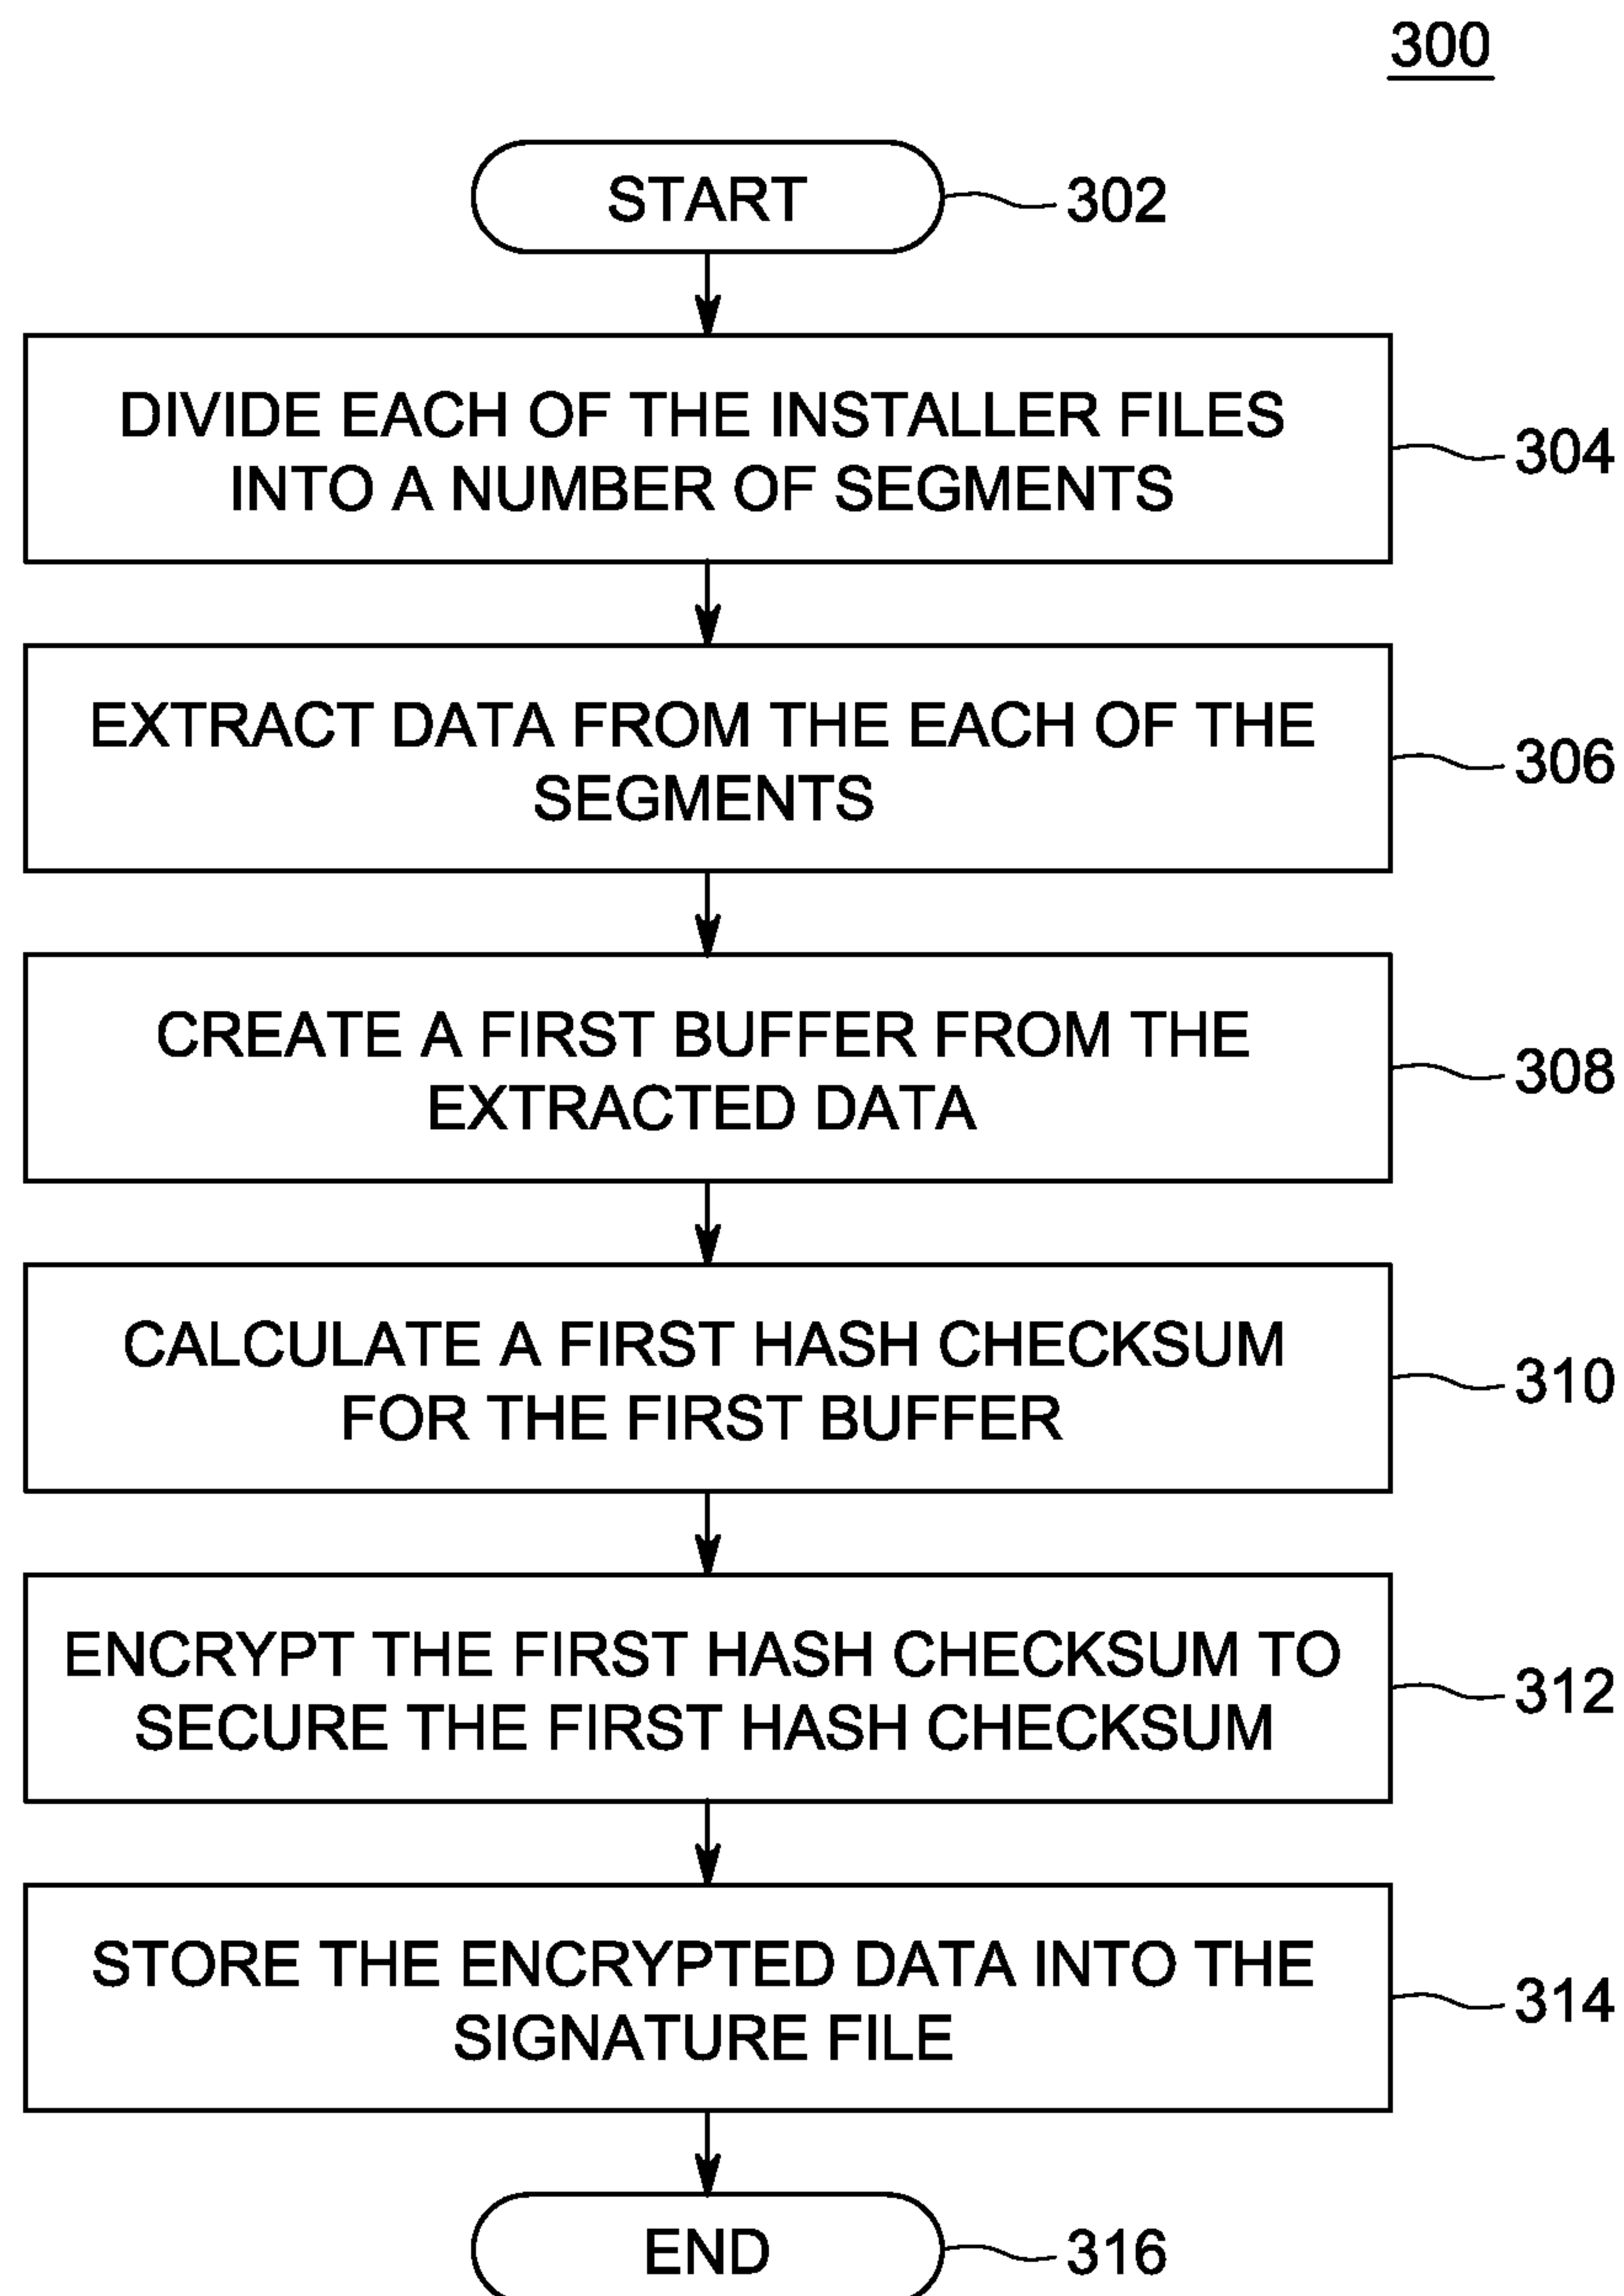 300
START
302
DIVIDE EACH OF THE INSTALLER FILES
INTO A NUMBER OF SEGMENTS
304
EXTRACT DATA FROM THE EACH OF THE
SEGMENTS
306
CREATE A FIRST BUFFER FROM THE
EXTRACTED DATA
308
CALCULATE A FIRST HASH CHECKSUM
FOR THE FIRST BUFFER
310
ENCRYPT THE FIRST HASH CHECKSUM TO
SECURE THE FIRST HASH CHECKSUM
312
STORE THE ENCRYPTED DATA INTO THE
SIGNATURE FILE
314
END
316